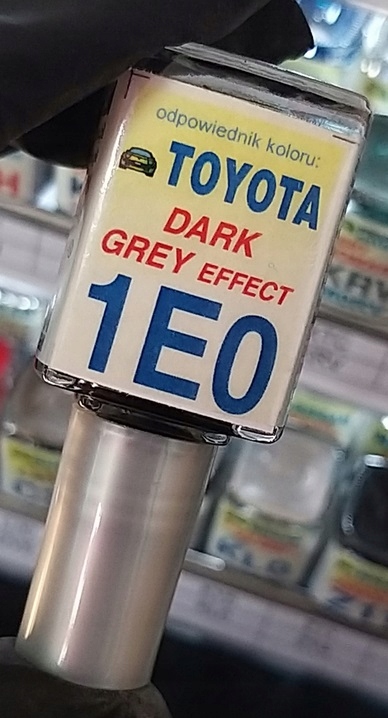 odpowiednik koloru:
TOYOTA
DARK
GREY EFFECT
1E0